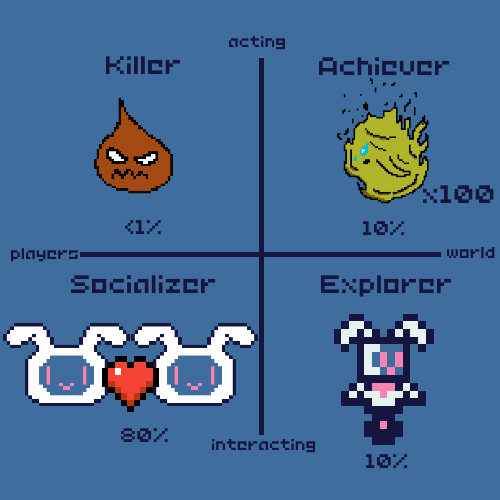 acting
Killer
Achiever
x100
<1%
10%
players
world
Socializer
Explorer
80%
interacting
10%